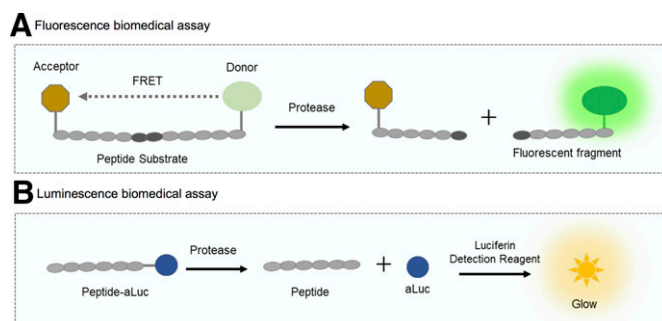 A Fluorescence biomedical assay
Acceptor
FRET
Donor
Protease
+
Peptide Substrate
Fluorescent fragment
B Luminescence biomedical assay
Protease
Luciferin
Detection Reagent
+
Peptide-aLuc
Peptide
aLuc
Glow